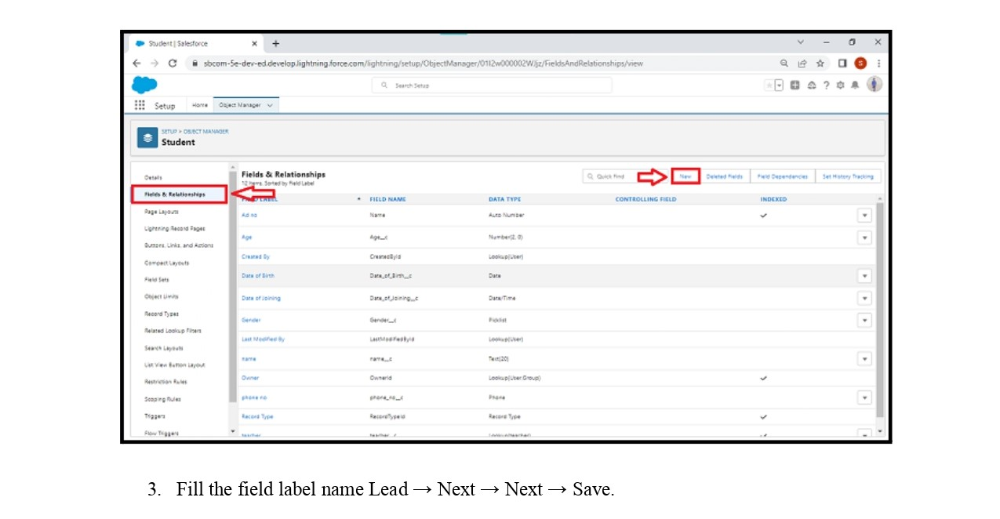 Student | Salesforce
sbcom-5e-dev-ed.develop.lightning.force.com/lightning/setup/ObjectManager/01I2w000002WJjz/FieldsAndRelationships/view
S
Search Setup
Setup Home Object Manager
SETUP > OBJECT MANAGER
Student
Details
Fields & Relationships
Page Layouts
Lightning Record Pages
Buttons, Links, and Actions
Compact Layouts
Field Sets
Object Limits
Record Types
Related Lookup Filters
Search Layouts
List View Button Layout
Restriction Rules
Scoping Rules
Triggers
Flow Triggers
Fields & Relationships
12 Items, Sorted by Field Label
Quick Find New Deleted Fields Field Dependencies Set History Tracking
FIELD LABEL FIELD NAME DATA TYPE CONTROLLING FIELD INDEXED
Ad no Name Auto Number
Age Age__c Number(2, 0)
Created By CreatedById Lookup(User)
Date of Birth Date_of_Birth__c Date
Date of Joining Date_of_Joining__c Date/Time
Gender Gender__c Picklist
Last Modified By LastModifiedById Lookup(User)
name name__c Text(20)
Owner OwnerId Lookup(User,Group)
phone no phone_no__c Phone
Record Type RecordTypeId Record Type
teacher teacher__c Lookup(teacher)
3. Fill the field label name Lead → Next → Next → Save.